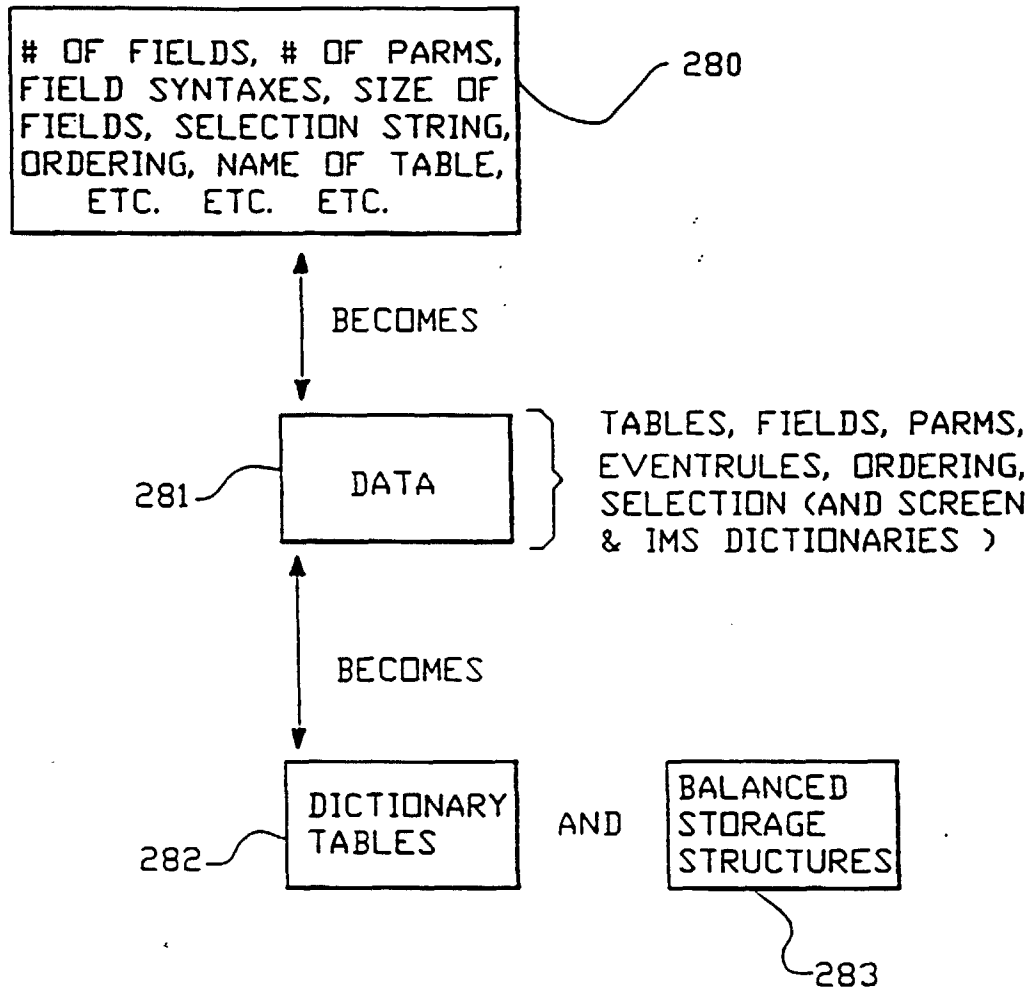 # OF FIELDS, # OF PARMS,
FIELD SYNTAXES, SIZE OF
FIELDS, SELECTION STRING,
ORDERING, NAME OF TABLE,
ETC. ETC. ETC.
280
BECOMES
281
DATA
TABLES, FIELDS, PARMS,
EVENTRULES, ORDERING,
SELECTION (AND SCREEN
& IMS DICTIONARIES )
BECOMES
282
DICTIONARY
TABLES
AND
BALANCED
STORAGE
STRUCTURES
283